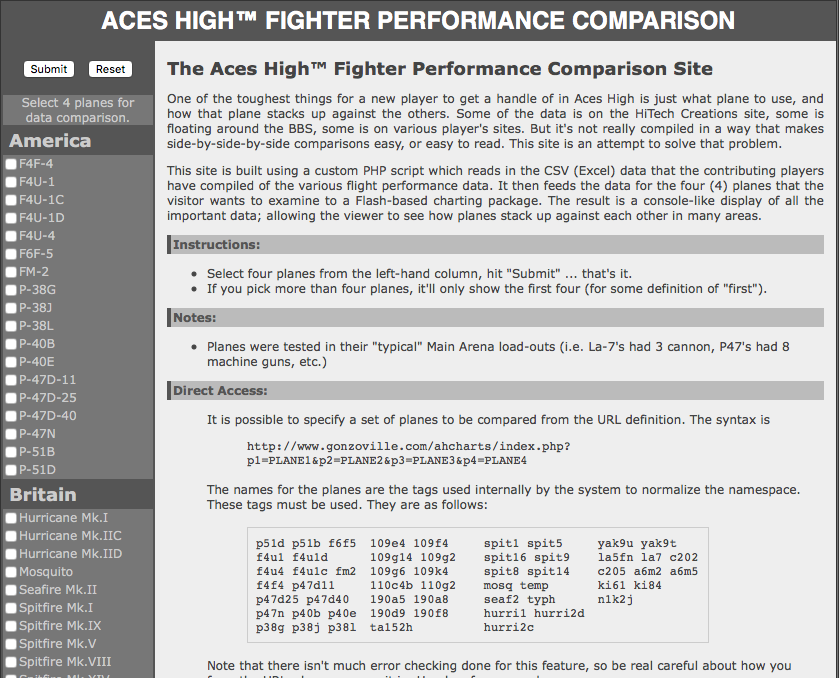 ACES HIGH™ FIGHTER PERFORMANCE COMPARISON
Submit Reset
Select 4 planes for
data comparison.
America
F4F-4
F4U-1
F4U-1C
F4U-1D
F4U-4
F6F-5
FM-2
P-38G
P-38J
P-38L
P-40B
P-40E
P-47D-11
P-47D-25
P-47D-40
P-47N
P-51B
P-51D
Britain
Hurricane Mk.I
Hurricane Mk.IIC
Hurricane Mk.IID
Mosquito
Seafire Mk.II
Spitfire Mk.I
Spitfire Mk.IX
Spitfire Mk.V
Spitfire Mk.VIII
Spitfire Mk.XIV
The Aces High™ Fighter Performance Comparison Site
One of the toughest things for a new player to get a handle of in Aces High is just what plane to use, and
how that plane stacks up against the others. Some of the data is on the HiTech Creations site, some is
floating around the BBS, some is on various player's sites. But it's not really compiled in a way that makes
side-by-side-by-side comparisons easy, or easy to read. This site is an attempt to solve that problem.
This site is built using a custom PHP script which reads in the CSV (Excel) data that the contributing players
have compiled of the various flight performance data. It then feeds the data for the four (4) planes that the
visitor wants to examine to a Flash-based charting package. The result is a console-like display of all the
important data; allowing the viewer to see how planes stack up against each other in many areas.
Instructions:
• Select four planes from the left-hand column, hit "Submit" ... that's it.
• If you pick more than four planes, it'll only show the first four (for some definition of "first").
Notes:
• Planes were tested in their "typical" Main Arena load-outs (i.e. La-7's had 3 cannon, P47's had 8
machine guns, etc.)
Direct Access:
It is possible to specify a set of planes to be compared from the URL definition. The syntax is
http://www.gonzoville.com/ahcharts/index.php?
p1=PLANE1&p2=PLANE2&p3=PLANE3&p4=PLANE4
The names for the planes are the tags used internally by the system to normalize the namespace.
These tags must be used. They are as follows:
p51d p51b f6f5 109e4 109f4 spit1 spit5 yak9u yak9t
f4u1 f4u1d 109g14 109g2 spit16 spit9 la5fn la7 c202
f4u4 f4u1c fm2 109g6 109k4 spit8 spit14 c205 a6m2 a6m5
f4f4 p47d11 110c4b 110g2 mosq temp ki61 ki84
p47d25 p47d40 190a5 190a8 seaf2 typh n1k2j
p47n p40b p40e 190d9 190f8 hurri1 hurri2d
p38g p38j p38l ta152h hurri2c
Note that there isn't much error checking done for this feature, so be real careful about how you